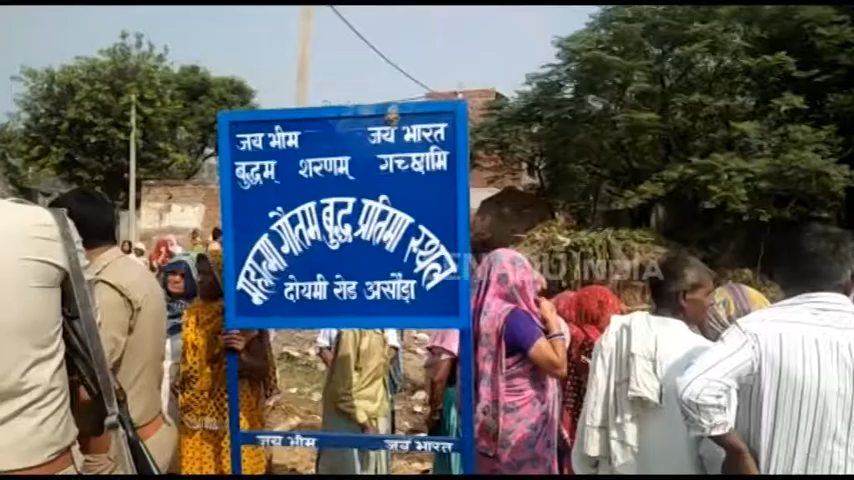 जय भीम जय भारत
बुद्धम् शरणम् गच्छामि
महात्मा गौतम बुद्ध प्रतिमा स्थल
दोयमी रोड असौड़ा
जय भीम जय भारत